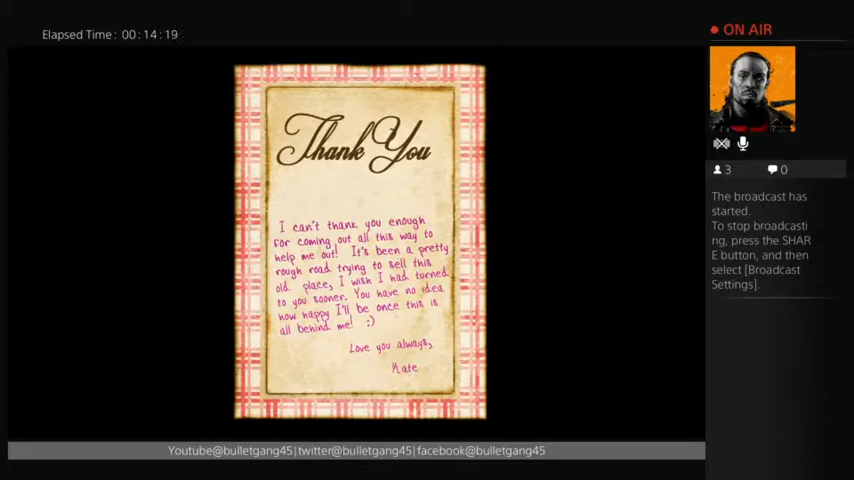 Elapsed Time: 00:14:19
ON AIR
Thank You
I can't thank you enough
for coming out all this way to
help me out! It's been a pretty
rough road trying to sell this
old place, I wish I had turned
to you sooner. You have no idea
how happy I'll be once this is
all behind me! :)
Love you always,
Kate
3
0
The broadcast has
started.
To stop broadcasti
ng, press the SHAR
E button, and then
select [Broadcast
Settings].
Youtube@bulletgang45|twitter@bulletgang45|facebook@bulletgang45